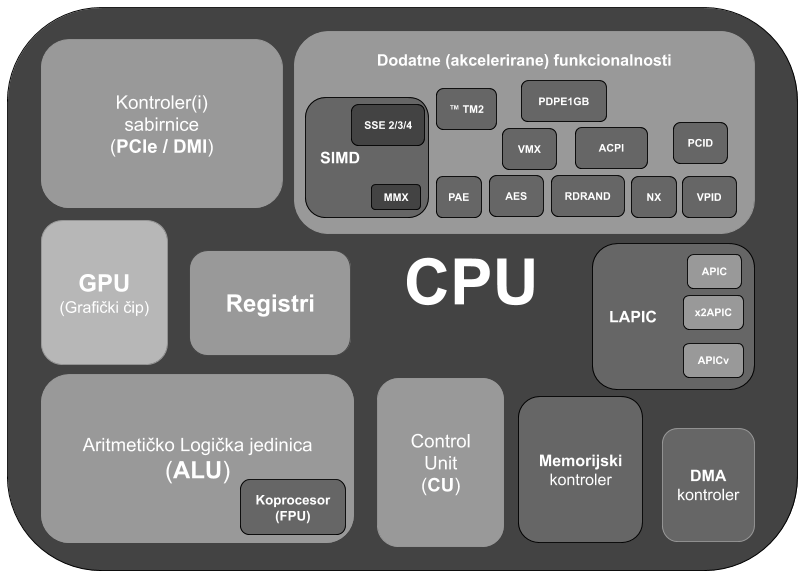 Kontroler(i)
sabirnice
(PCIe / DMI)
Dodatne (akcelerirane) funkcionalnosti
SSE 2/3/4
SIMD
MMX
™ TM2
PDPE1GB
VMX
ACPI
PCID
PAE
AES
RDRAND
NX
VPID
GPU
(Grafički čip)
Registri
CPU
LAPIC
APIC
x2APIC
APICv
Aritmetičko Logička jedinica
(ALU)
Koprocesor
(FPU)
Control
Unit
(CU)
Memorijski
kontroler
DMA
kontroler